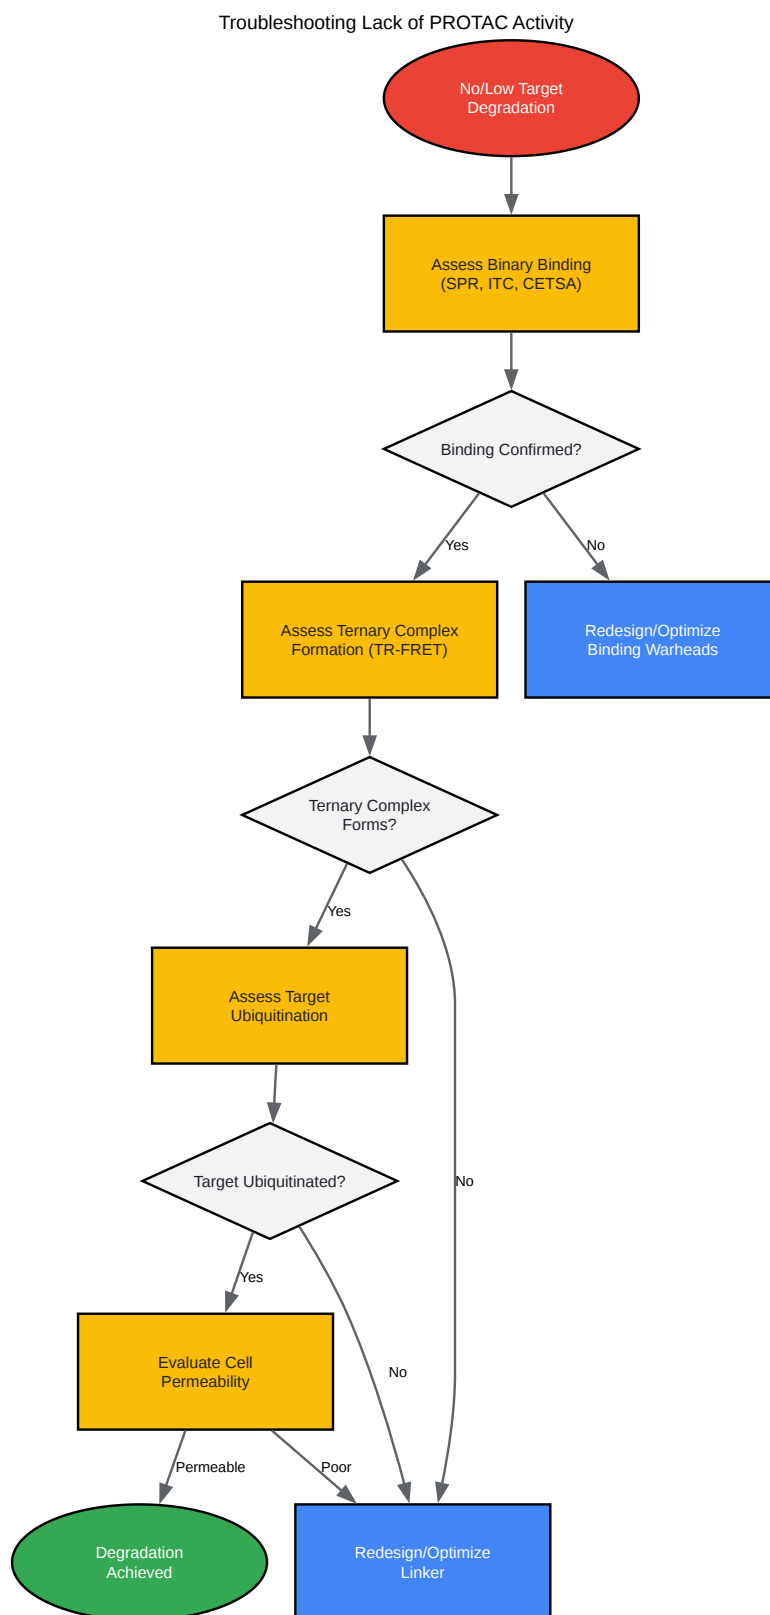 Troubleshooting Lack of PROTAC Activity
No/Low Target
Degradation
Assess Binary Binding
(SPR, ITC, CETSA)
Binding Confirmed?
Yes
No
Assess Ternary Complex
Formation (TR-FRET)
Redesign/Optimize
Binding Warheads
Ternary Complex
Forms?
Yes
Assess Target
Ubiquitination
No
Target Ubiquitinated?
Yes
Evaluate Cell
Permeability
No
Permeable
Poor
Degradation
Achieved
Redesign/Optimize
Linker